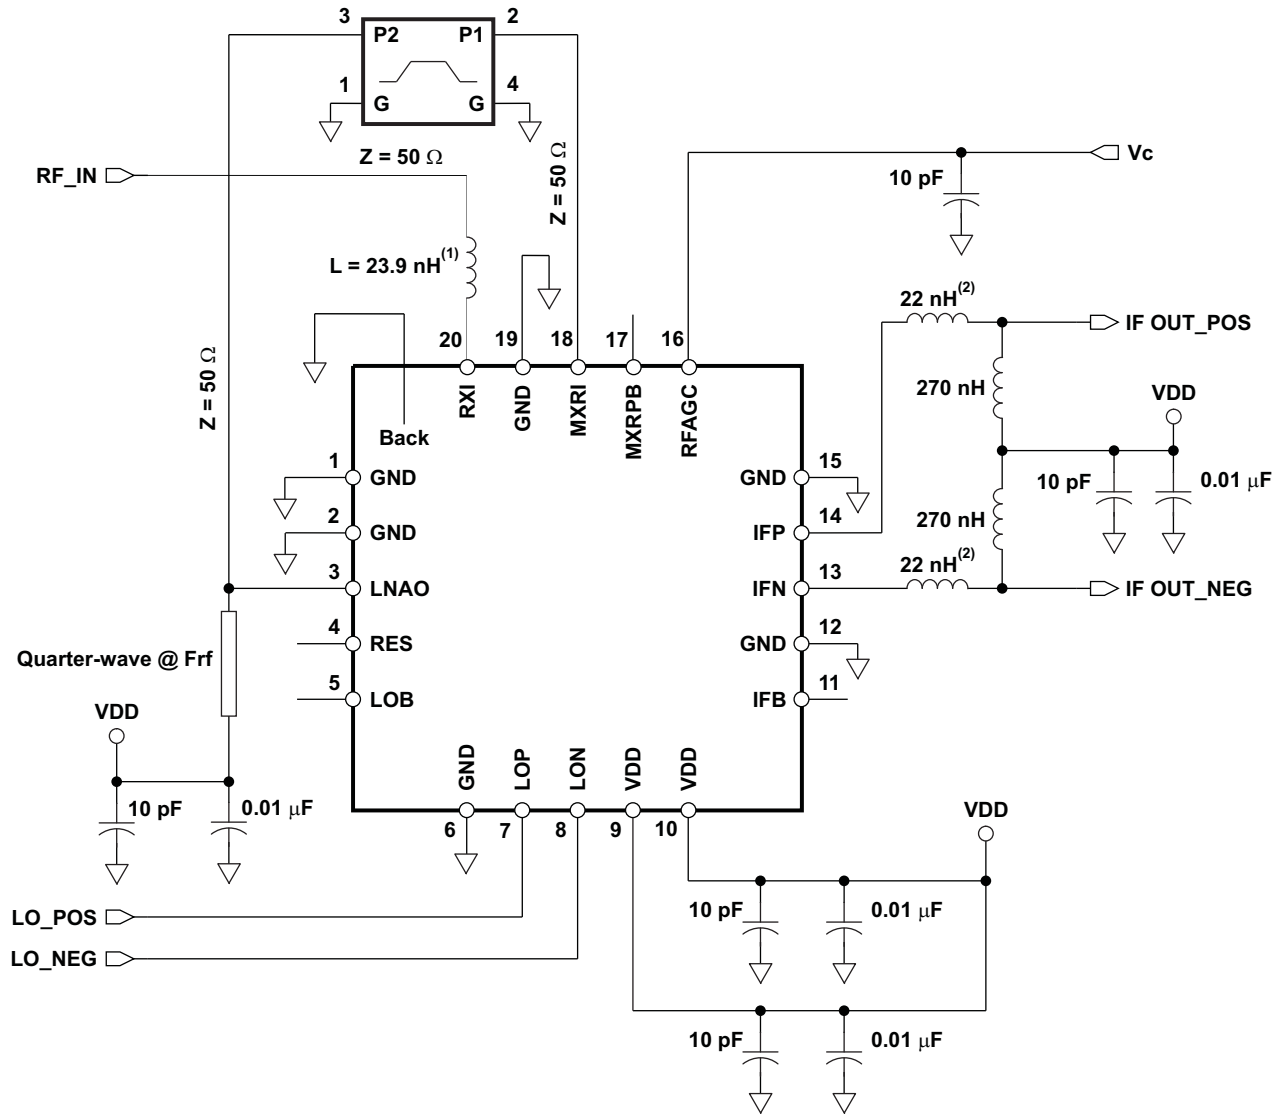 3
2
P2
P1
1
4
G
G
Z = 50 Ω
RF_IN
Z = 50 Ω
Vc
10 pF
L = 23.9 nH(1)
22 nH(2)
IF OUT_POS
20
19
18
17
16
Z = 50 Ω
RXI
GND
MXRI
MXRPB
RFAGC
270 nH
VDD
Back
1
GND
15
GND
10 pF
0.01 μF
2
GND
14
IFP
270 nH
3
LNAO
13
IFN
22 nH(2)
IF OUT_NEG
4
RES
12
GND
Quarter-wave @ Frf
5
LOB
11
IFB
VDD
GND
LOP
LON
VDD
VDD
10 pF
0.01 μF
6
7
8
9
10
VDD
LO_POS
10 pF
0.01 μF
LO_NEG
10 pF
0.01 μF